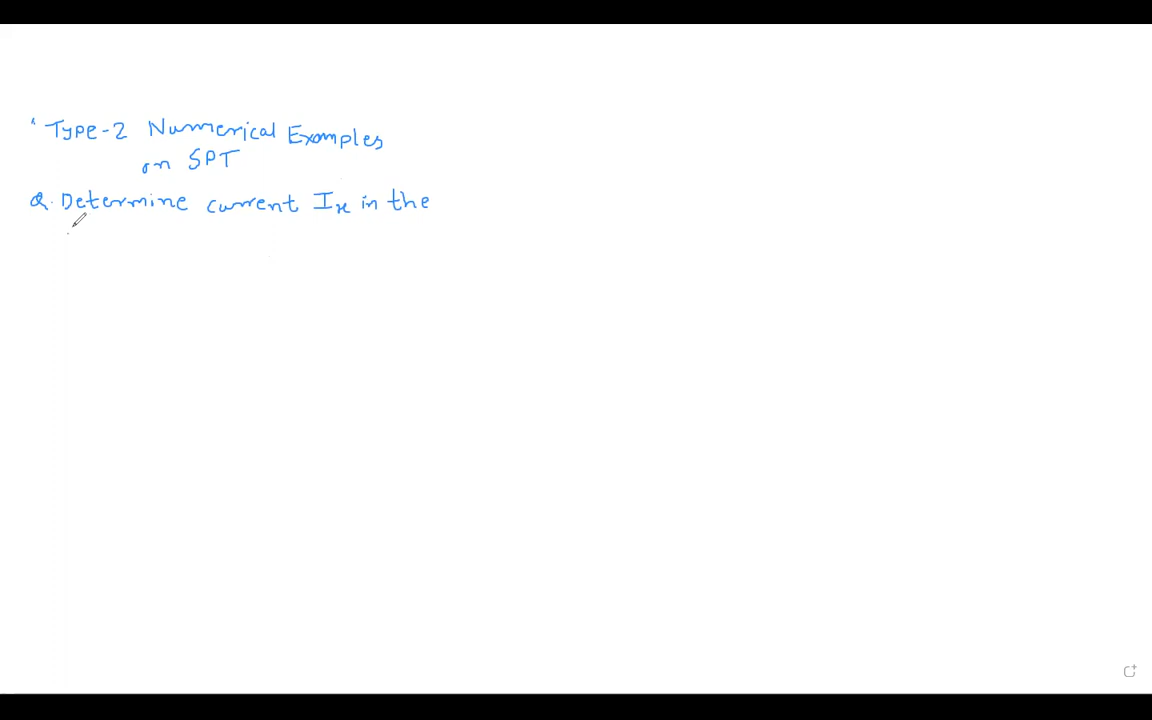 Type-2 Numerical Examples
on SPT
Q. Determine current Ix in the